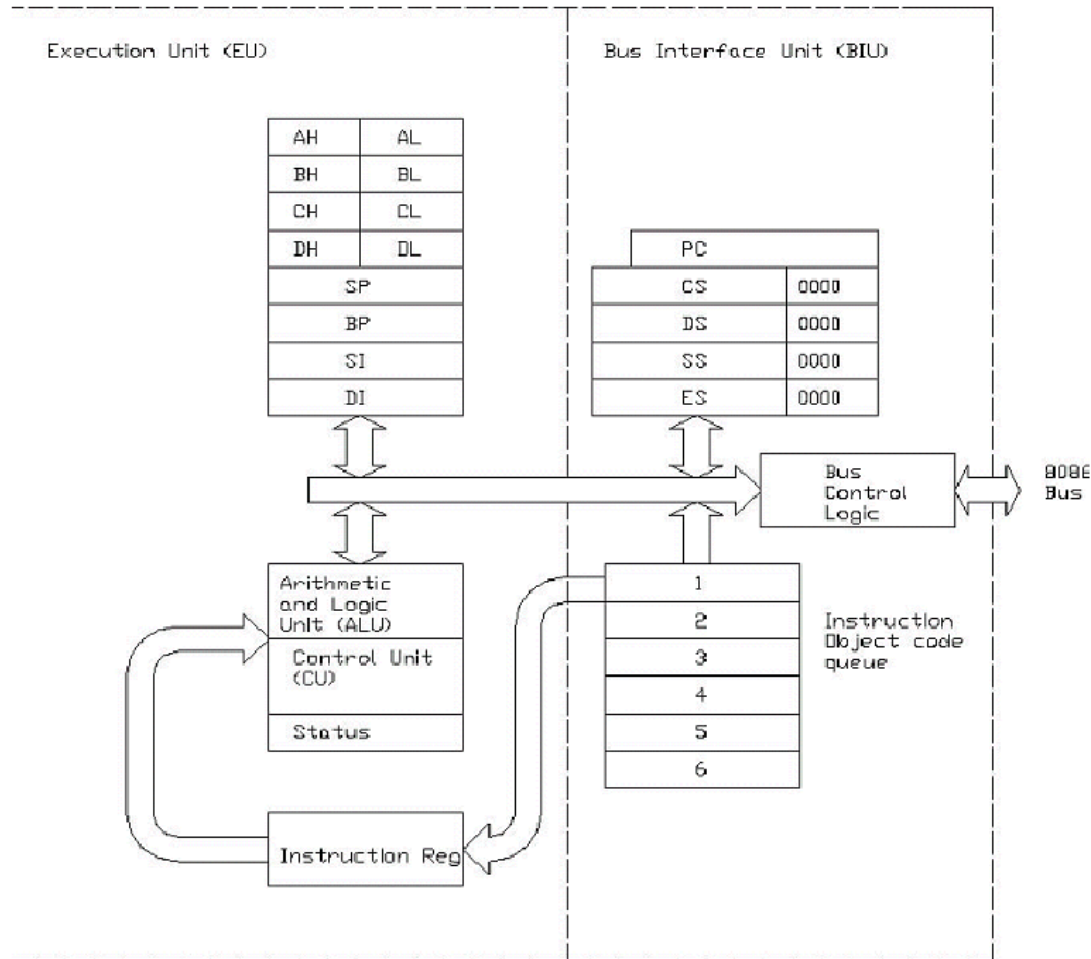 Execution Unit (EU)
Bus Interface Unit (BIU)
AH AL
BH BL
CH CL
DH DL
SP
BP
SI
DI
PC
CS 0000
DS 0000
SS 0000
ES 0000
Bus
Control
Logic
8086
Bus
Arithmetic
and Logic
Unit (ALU)
Control Unit
(CU)
Status
1
2
3
4
5
6
Instruction
Object code
queue
Instruction Reg